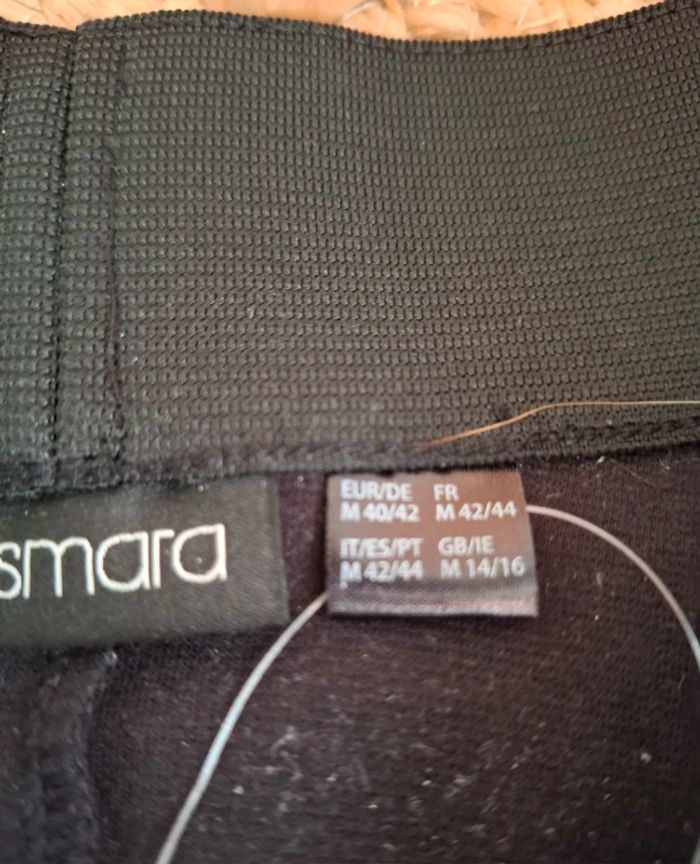 smara
EUR/DE FR
M 40/42 M 42/44
IT/ES/PT GB/IE
M 42/44 M 14/16